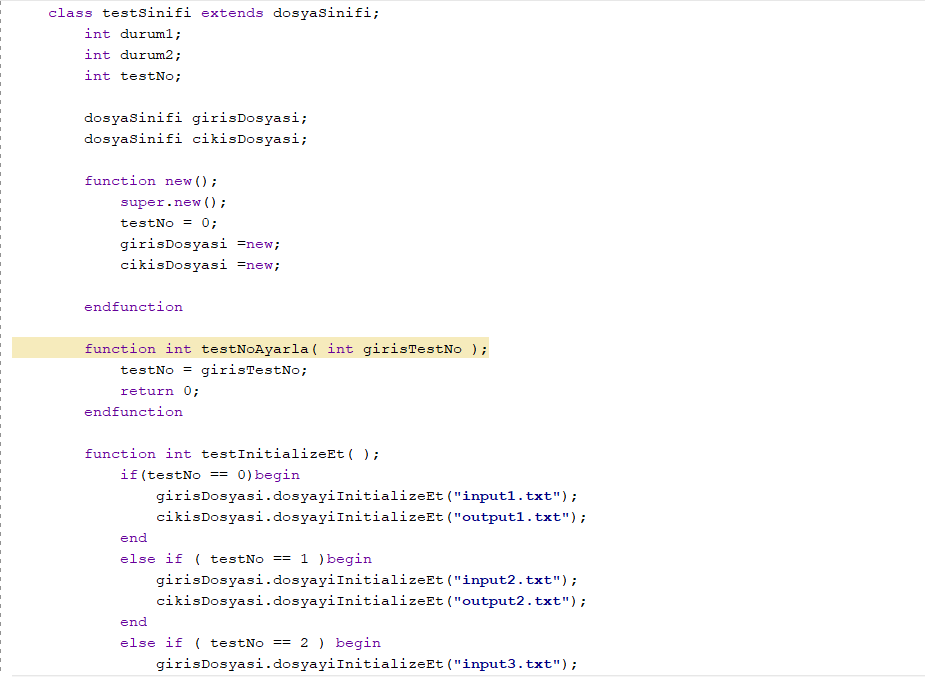 class testSinifi extends dosyaSinifi;
int durum1;
int durum2;
int testNo;
dosyaSinifi girisDosyasi;
dosyaSinifi cikisDosyasi;
function new();
super.new();
testNo = 0;
girisDosyasi =new;
cikisDosyasi =new;
endfunction
function int testNoAyarla( int girisTestNo );
testNo = girisTestNo;
return 0;
endfunction
function int testInitializeEt( );
if(testNo == 0)begin
girisDosyasi.dosyayiInitializeEt("input1.txt");
cikisDosyasi.dosyayiInitializeEt("output1.txt");
end
else if ( testNo == 1 )begin
girisDosyasi.dosyayiInitializeEt("input2.txt");
cikisDosyasi.dosyayiInitializeEt("output2.txt");
end
else if ( testNo == 2 ) begin
girisDosyasi.dosyayiInitializeEt("input3.txt");